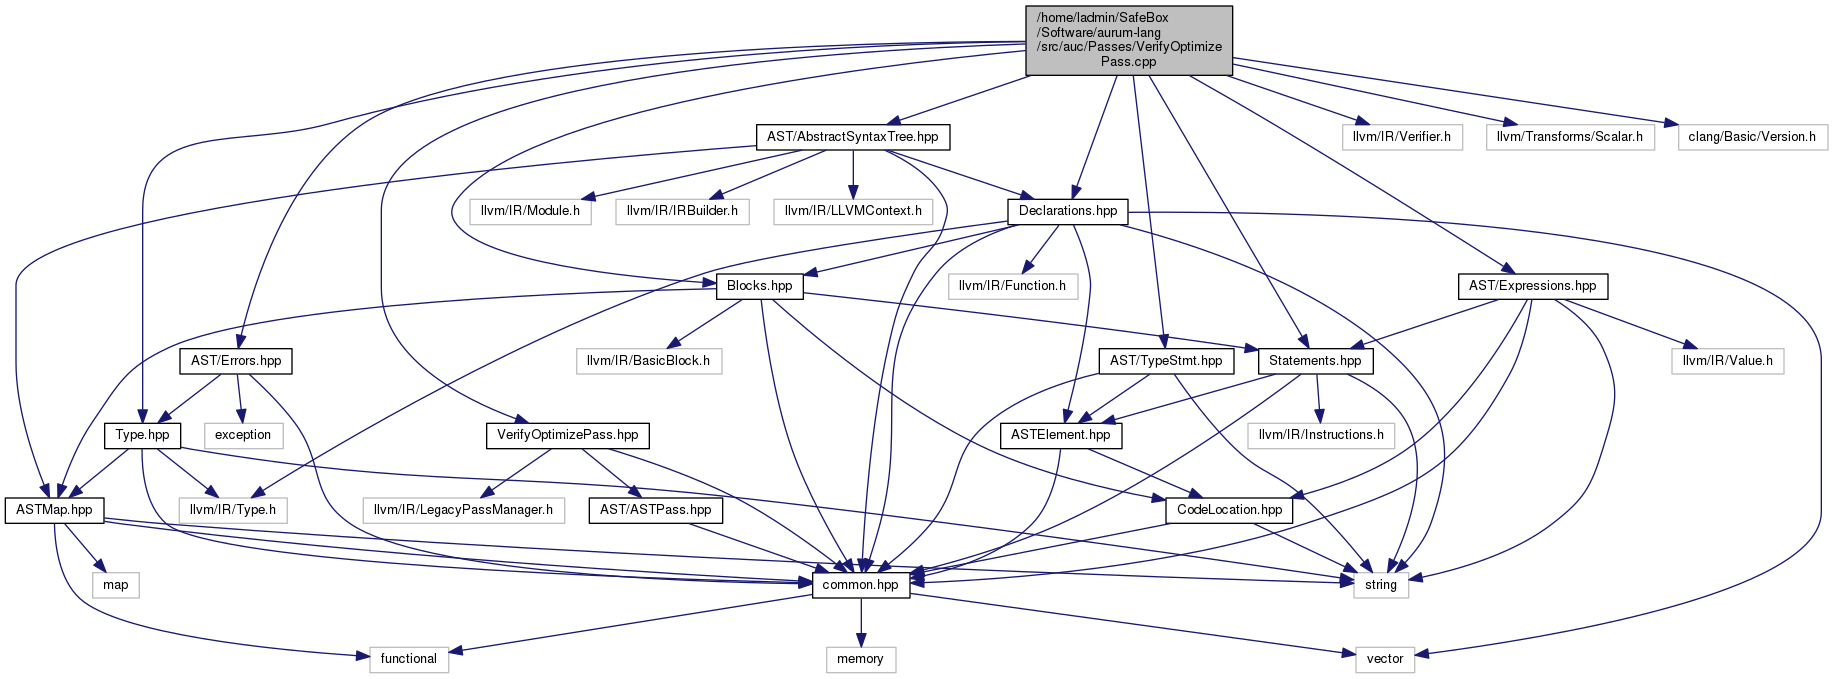 /home/ladmin/SafeBox
/Software/aurum-lang
/src/auc/Passes/VerifyOptimize
Pass.cpp
AST/AbstractSyntaxTree.hpp
llvm/IR/Verifier.h
llvm/Transforms/Scalar.h
clang/Basic/Version.h
llvm/IR/Module.h
llvm/IR/IRBuilder.h
llvm/IR/LLVMContext.h
Declarations.hpp
Blocks.hpp
llvm/IR/Function.h
AST/Expressions.hpp
AST/Errors.hpp
llvm/IR/BasicBlock.h
AST/TypeStmt.hpp
Statements.hpp
llvm/IR/Value.h
Type.hpp
exception
VerifyOptimizePass.hpp
ASTElement.hpp
llvm/IR/Instructions.h
ASTMap.hpp
llvm/IR/Type.h
llvm/IR/LegacyPassManager.h
AST/ASTPass.hpp
CodeLocation.hpp
map
common.hpp
string
functional
memory
vector